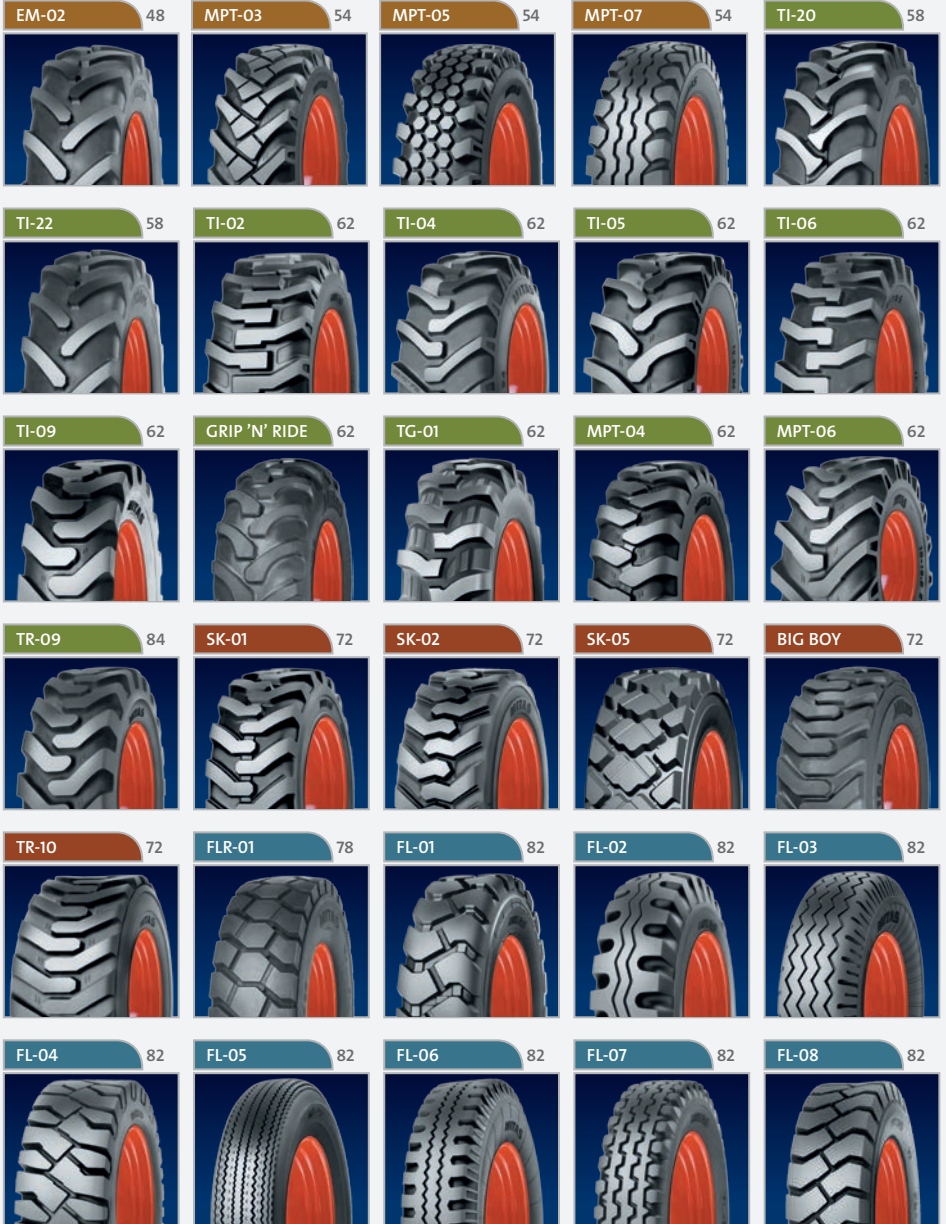 EM-02 48 MPT-03 54 MPT-05 54 MPT-07 54 TI-20 58
TI-22 58 TI-02 62 TI-04 62 TI-05 62 TI-06 62
TI-09 62 GRIP 'N' RIDE 62 TG-01 62 MPT-04 62 MPT-06 62
TR-09 84 SK-01 72 SK-02 72 SK-05 72 BIG BOY 72
TR-10 72 FLR-01 78 FL-01 82 FL-02 82 FL-03 82
FL-04 82 FL-05 82 FL-06 82 FL-07 82 FL-08 82